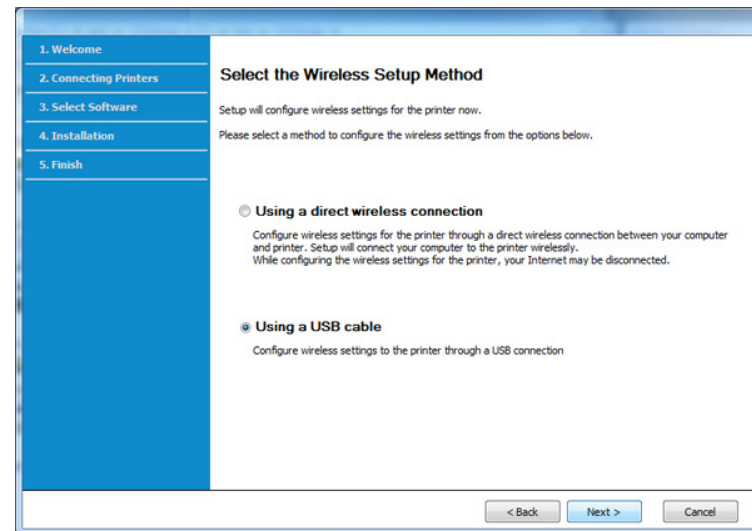 1. Welcome
2. Connecting Printers
3. Select Software
4. Installation
5. Finish
Select the Wireless Setup Method
Setup will configure wireless settings for the printer now.
Please select a method to configure the wireless settings from the options below.
Using a direct wireless connection
Configure wireless settings for the printer through a direct wireless connection between your computer
and printer. Setup will connect your computer to the printer wirelessly.
While configuring the wireless settings for the printer, your Internet may be disconnected.
Using a USB cable
Configure wireless settings to the printer through a USB connection
< Back
Next >
Cancel